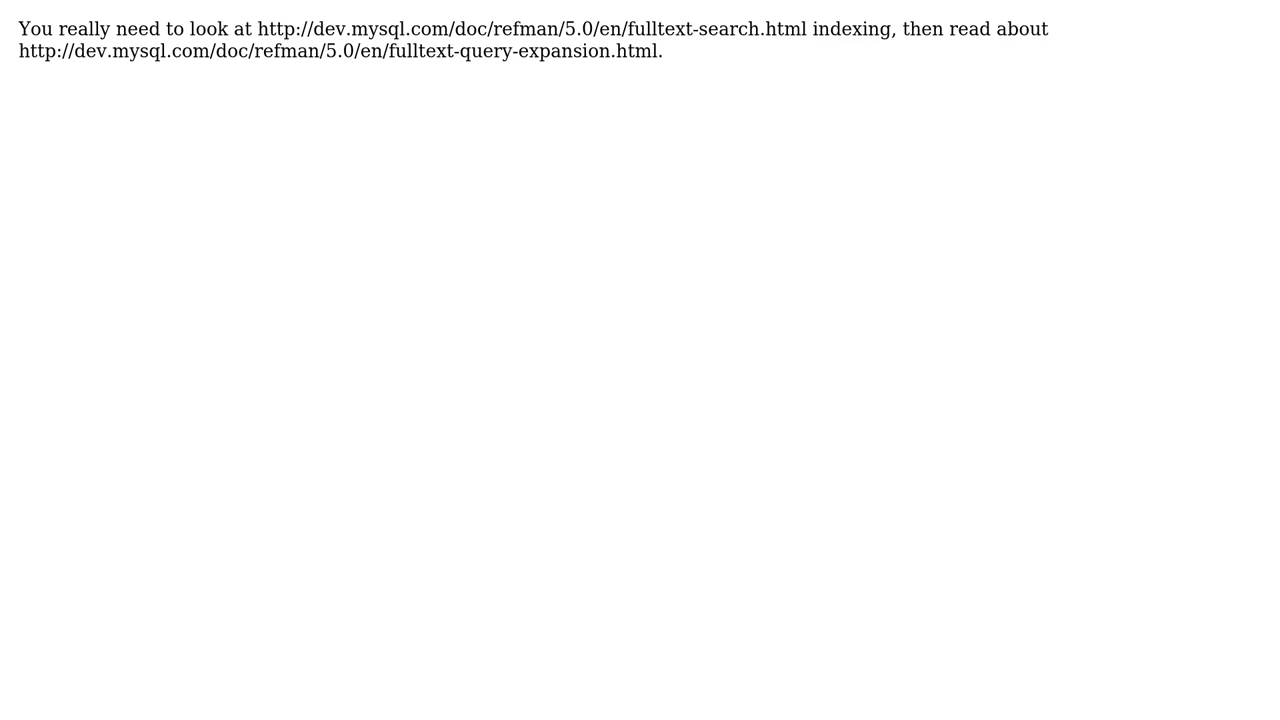 You really need to look at http://dev.mysql.com/doc/refman/5.0/en/fulltext-search.html indexing, then read about
http://dev.mysql.com/doc/refman/5.0/en/fulltext-query-expansion.html.